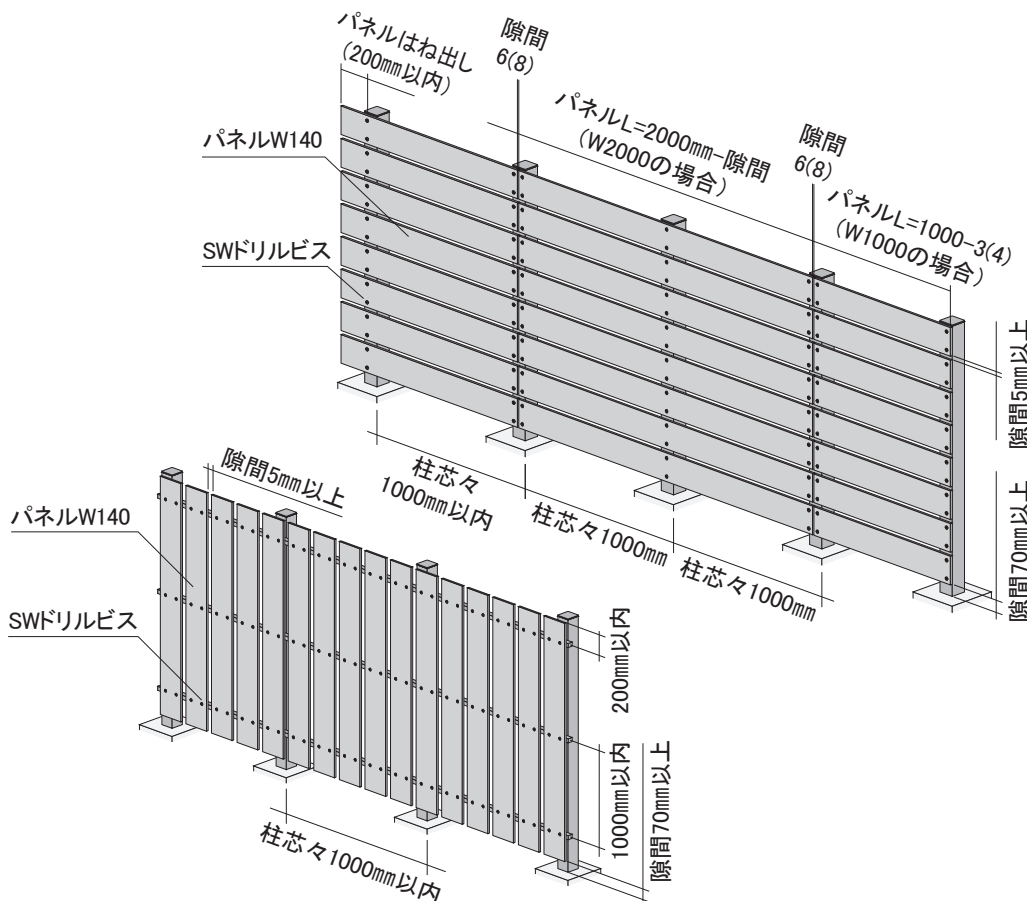 パネルはね出し
(200mm以内)
隙間
6(8)
パネルL=2000mm-隙間
(W2000の場合)
隙間
6(8)
パネルL=1000-3(4)
(W1000の場合)
パネルW140
SWドリルビス
隙間5mm以上
隙間70mm以上
柱芯々
1000mm以内
柱芯々1000mm
柱芯々1000mm
隙間5mm以上
パネルW140
SWドリルビス
200mm以内
1000mm以内
隙間70mm以上
柱芯々1000mm以内